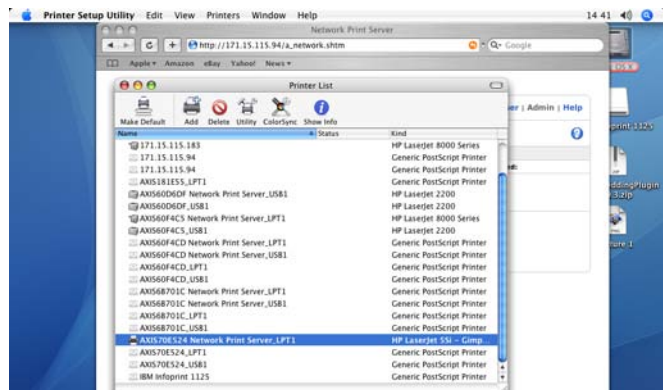 Printer Setup Utility Edit View Printers Window Help 14 41
Network Print Server
http://171.15.115.94/a_network.shtm Google
Apple Amazon eBay Yahoo! News
Printer List
Make Default Add Delete Utility ColorSync Show Info
Admin | Help
Name Status Kind
171.15.115.183 HP LaserJet 8000 Series
171.15.115.94 Generic PostScript Printer
171.15.115.94 Generic PostScript Printer
AXIS181E55_LPT1 Generic PostScript Printer
AXIS60D6DF Network Print Server_USB1 HP LaserJet 2200
AXIS60D6DF_USB1 HP LaserJet 2200
AXIS60F4C5 Network Print Server_LPT1 HP LaserJet 8000 Series
AXIS60F4C5_USB1 HP LaserJet 2200
AXIS60F4CD Network Print Server_LPT1 Generic PostScript Printer
AXIS60F4CD Network Print Server_USB1 Generic PostScript Printer
AXIS60F4CD_LPT1 Generic PostScript Printer
AXIS60F4CD_USB1 Generic PostScript Printer
AXIS68701C Network Print Server_LPT1 Generic PostScript Printer
AXIS68701C Network Print Server_USB1 Generic PostScript Printer
AXIS68701C_LPT1 Generic PostScript Printer
AXIS68701C_USB1 Generic PostScript Printer
AXIS70E524 Network Print Server_LPT1 HP LaserJet 5Si - Gimp...
AXIS70E524_LPT1 Generic PostScript Printer
AXIS70E524_USB1 Generic PostScript Printer
IBM Infoprint 1125 Generic PostScript Printer